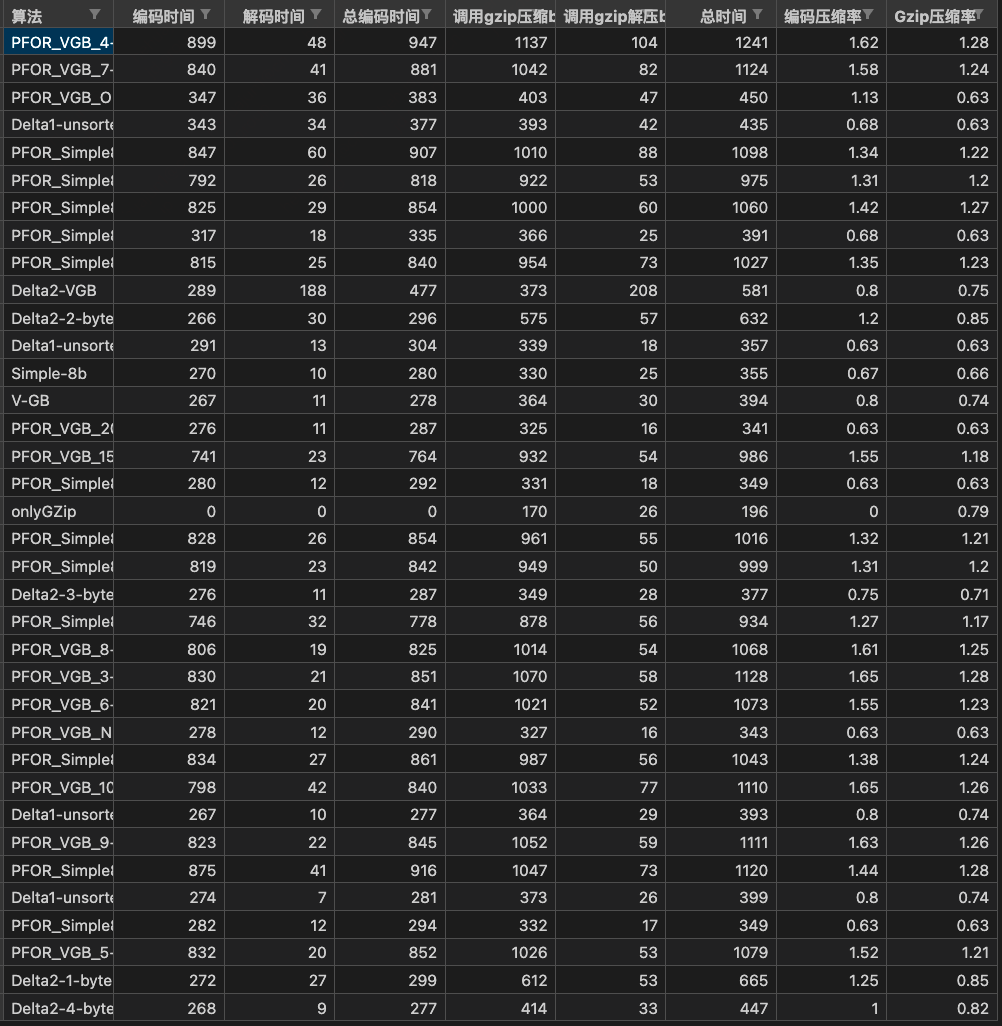 算法 编码时间 解码时间 总编码时间 调用gzip压缩b 调用gzip解压b 总时间 编码压缩率 Gzip压缩率
PFOR_VGB_4- 899 48 947 1137 104 1241 1.62 1.28
PFOR_VGB_7- 840 41 881 1042 82 1124 1.58 1.24
PFOR_VGB_O 347 36 383 403 47 450 1.13 0.63
Delta1-unsorte 343 34 377 393 42 435 0.68 0.63
PFOR_Simple8 847 60 907 1010 88 1098 1.34 1.22
PFOR_Simple8 792 26 818 922 53 975 1.31 1.2
PFOR_Simple8 825 29 854 1000 60 1060 1.42 1.27
PFOR_Simple8 317 18 335 366 25 391 0.68 0.63
PFOR_Simple8 815 25 840 954 73 1027 1.35 1.23
Delta2-VGB 289 188 477 373 208 581 0.8 0.75
Delta2-2-byte 266 30 296 575 57 632 1.2 0.85
Delta1-unsorte 291 13 304 339 18 357 0.63 0.63
Simple-8b 270 10 280 330 25 355 0.67 0.66
V-GB 267 11 278 364 30 394 0.8 0.74
PFOR_VGB_20 276 11 287 325 16 341 0.63 0.63
PFOR_VGB_15 741 23 764 932 54 986 1.55 1.18
PFOR_Simple8 280 12 292 331 18 349 0.63 0.63
onlyGZip 0 0 0 170 26 196 0 0.79
PFOR_Simple8 828 26 854 961 55 1016 1.32 1.21
PFOR_Simple8 819 23 842 949 50 999 1.31 1.2
Delta2-3-byte 276 11 287 349 28 377 0.75 0.71
PFOR_Simple8 746 32 778 878 56 934 1.27 1.17
PFOR_VGB_8- 806 19 825 1014 54 1068 1.61 1.25
PFOR_VGB_3- 830 21 851 1070 58 1128 1.65 1.28
PFOR_VGB_6- 821 20 841 1021 52 1073 1.55 1.23
PFOR_VGB_N 278 12 290 327 16 343 0.63 0.63
PFOR_Simple8 834 27 861 987 56 1043 1.38 1.24
PFOR_VGB_10 798 42 840 1033 77 1110 1.65 1.26
Delta1-unsorte 267 10 277 364 29 393 0.8 0.74
PFOR_VGB_9- 823 22 845 1052 59 1111 1.63 1.26
PFOR_Simple8 875 41 916 1047 73 1120 1.44 1.28
Delta1-unsorte 274 7 281 373 26 399 0.8 0.74
PFOR_Simple8 282 12 294 332 17 349 0.63 0.63
PFOR_VGB_5- 832 20 852 1026 53 1079 1.52 1.21
Delta2-1-byte 272 27 299 612 53 665 1.25 0.85
Delta2-4-byte 268 9 277 414 33 447 1 0.82